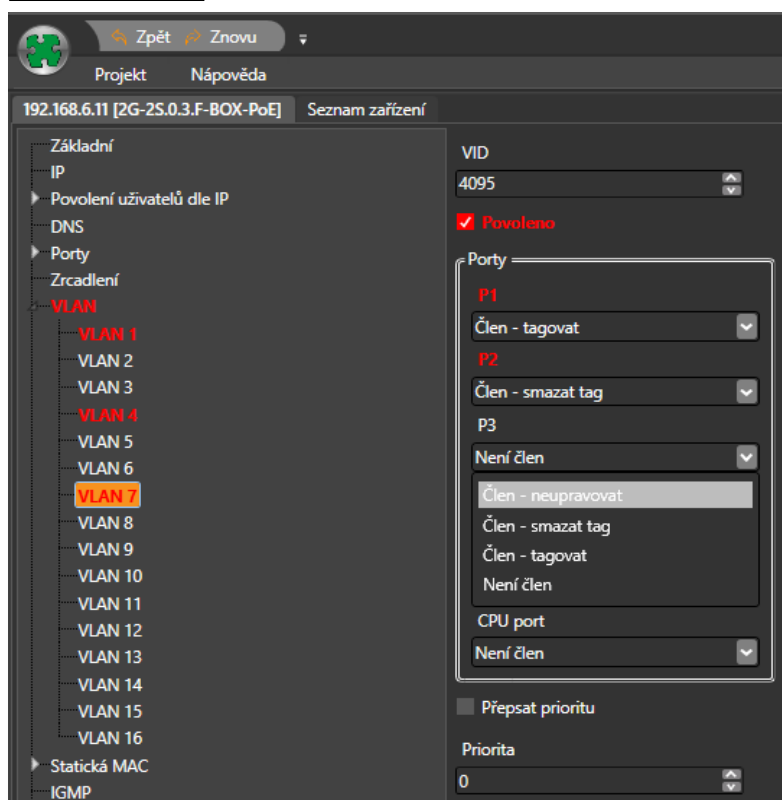 Zpět Znovu
Projekt Nápověda
192.168.6.11 [2G-2S.0.3.F-BOX-PoE] Seznam zařízení
Základní
IP
Povolení uživatelů dle IP
DNS
Porty
Zrcadlení
VLAN
VLAN 1
VLAN 2
VLAN 3
VLAN 4
VLAN 5
VLAN 6
VLAN 7
VLAN 8
VLAN 9
VLAN 10
VLAN 11
VLAN 12
VLAN 13
VLAN 14
VLAN 15
VLAN 16
Statická MAC
IGMP
VID
4095
Povoleno
Porty
P1
Člen - tagovat
P2
Člen - smazat tag
P3
Není člen
Člen - neupravovat
Člen - smazat tag
Člen - tagovat
Není člen
CPU port
Není člen
Přepsat prioritu
Priorita
0